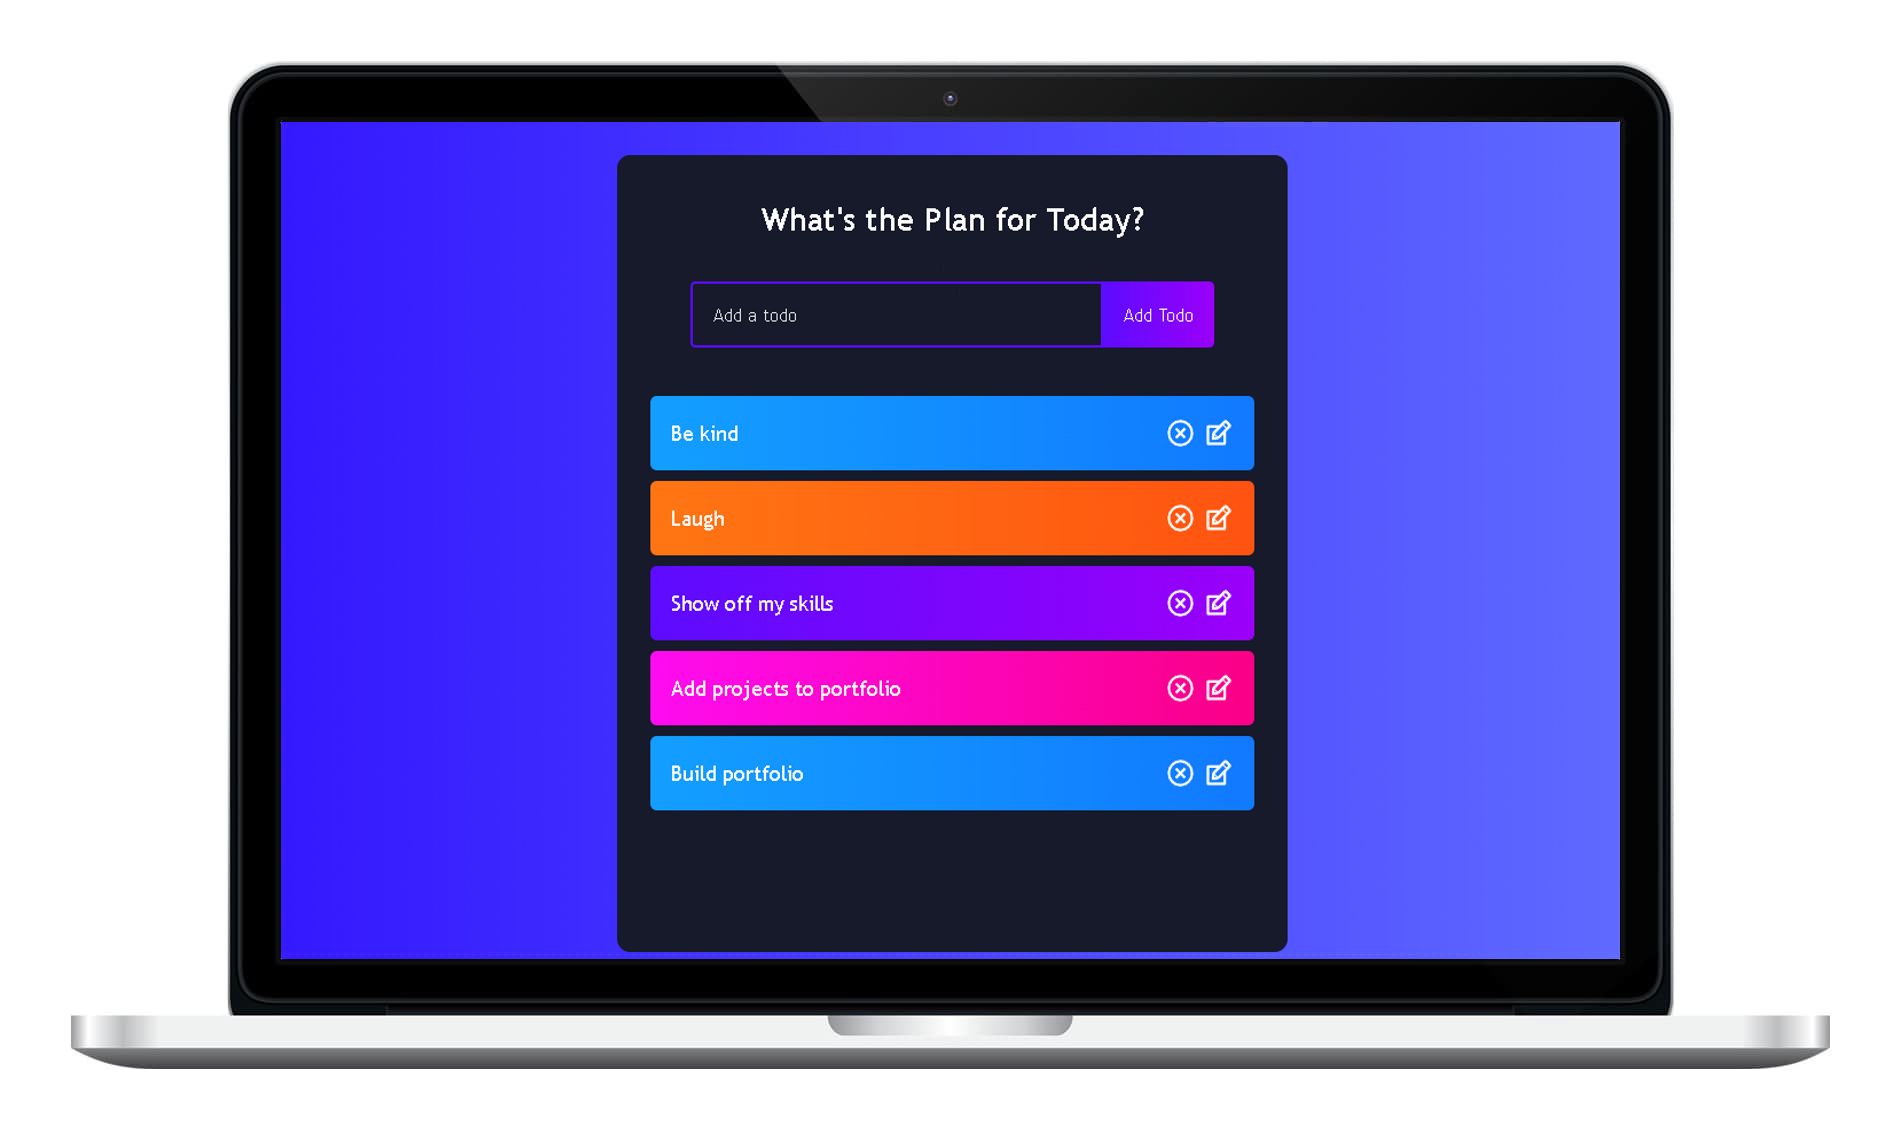 What's the Plan for Today?
Add a todo
Add Todo
Be kind
Laugh
Show off my skills
Add projects to portfolio
Build portfolio